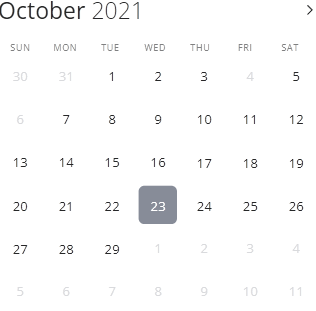 October 2021
SUN MON TUE WED THU FRI SAT
30 31 1 2 3 4 5
6 7 8 9 10 11 12
13 14 15 16 17 18 19
20 21 22 23 24 25 26
27 28 29 1 2 3 4
5 6 7 8 9 10 11